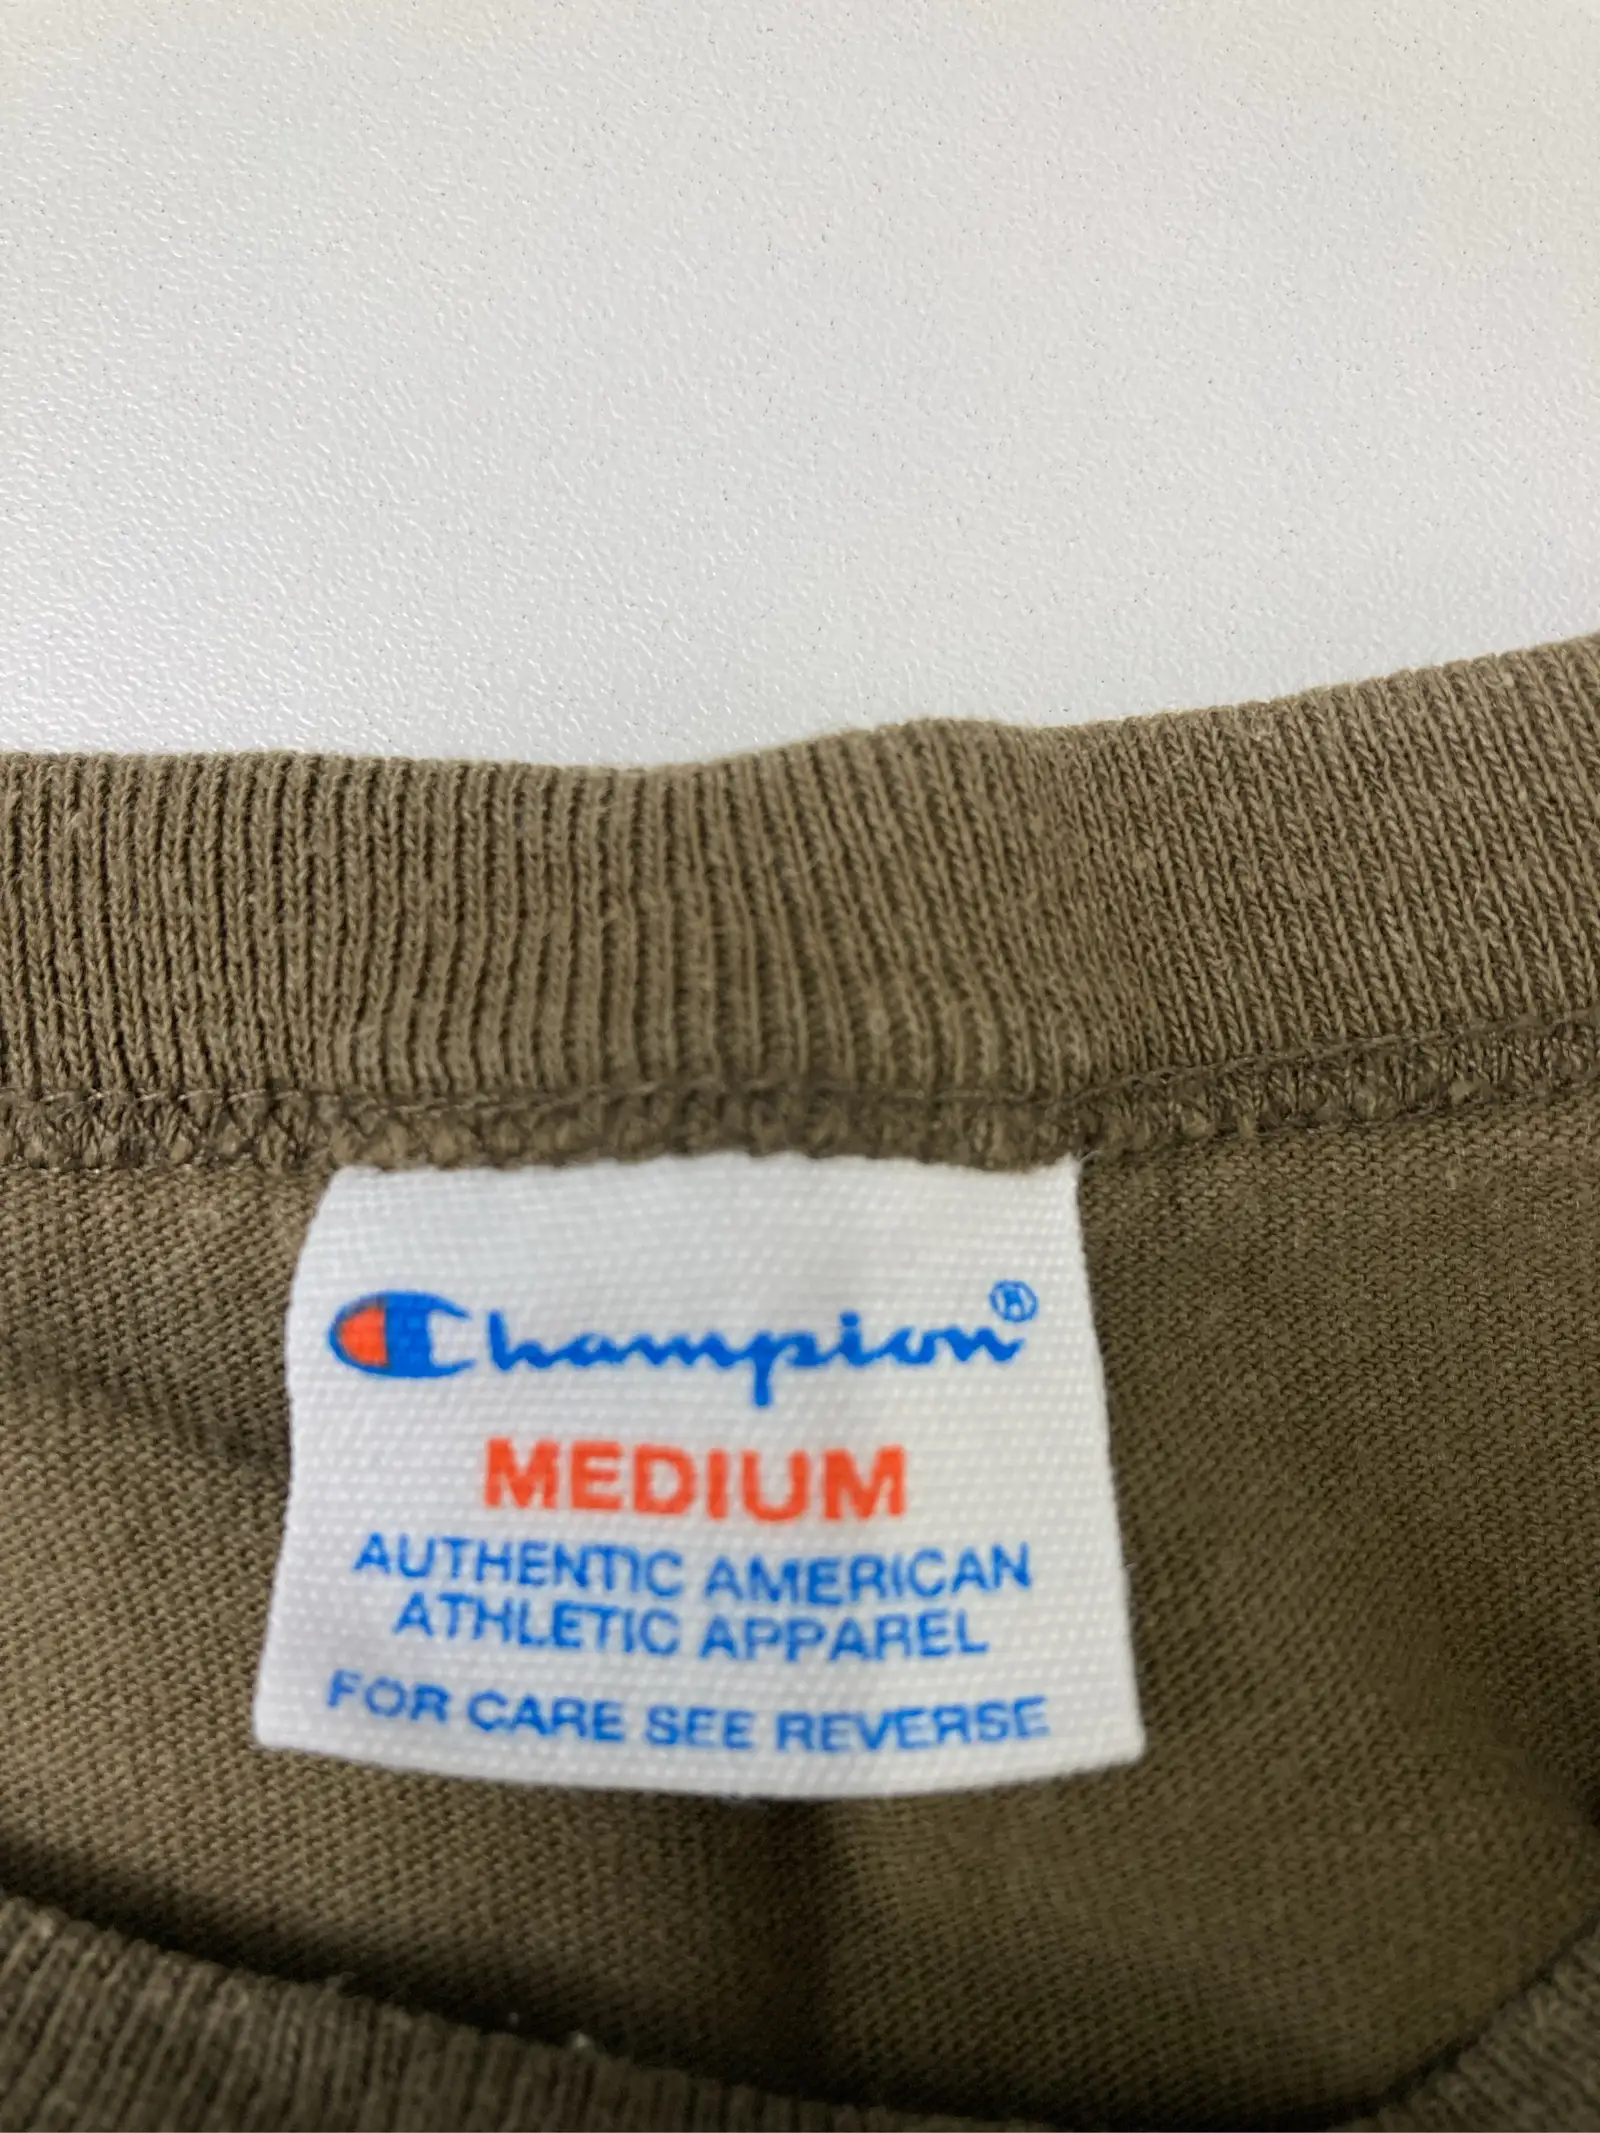 Champion®
MEDIUM
AUTHENTIC AMERICAN
ATHLETIC APPAREL
FOR CARE SEE REVERSE